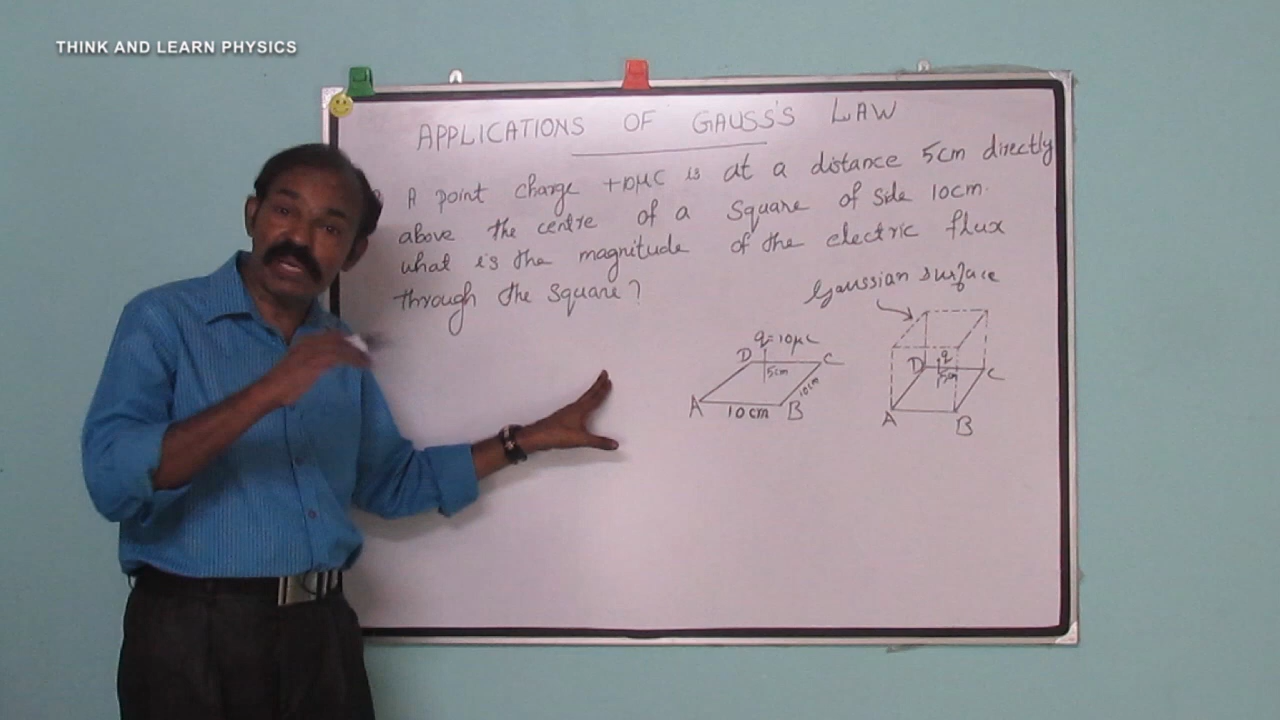 THINK AND LEARN PHYSICS
APPLICATIONS OF GAUSS'S LAW
A point charge +10μC is at a distance 5cm directly
above the centre of a square of side 10cm.
what is the magnitude of the electric flux
through the square?
Gaussian surface
q=10μC
D C
5cm
10cm
A 10cm B
q
D C
5cm
A B